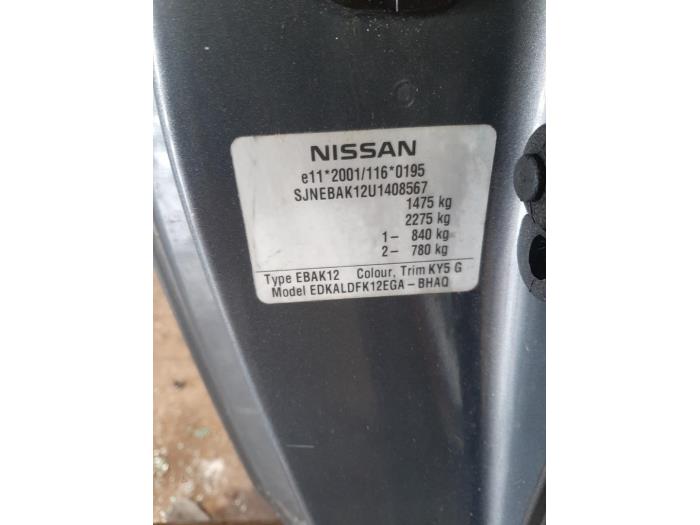 NISSAN
e11*2001/116*0195
SJNEBAK12U1408567
1475 kg
2275 kg
1- 840 kg
2- 780 kg
Type EBAK12 Colour, Trim KY5 G
Model EDKALDFK12EGA-BHAQ